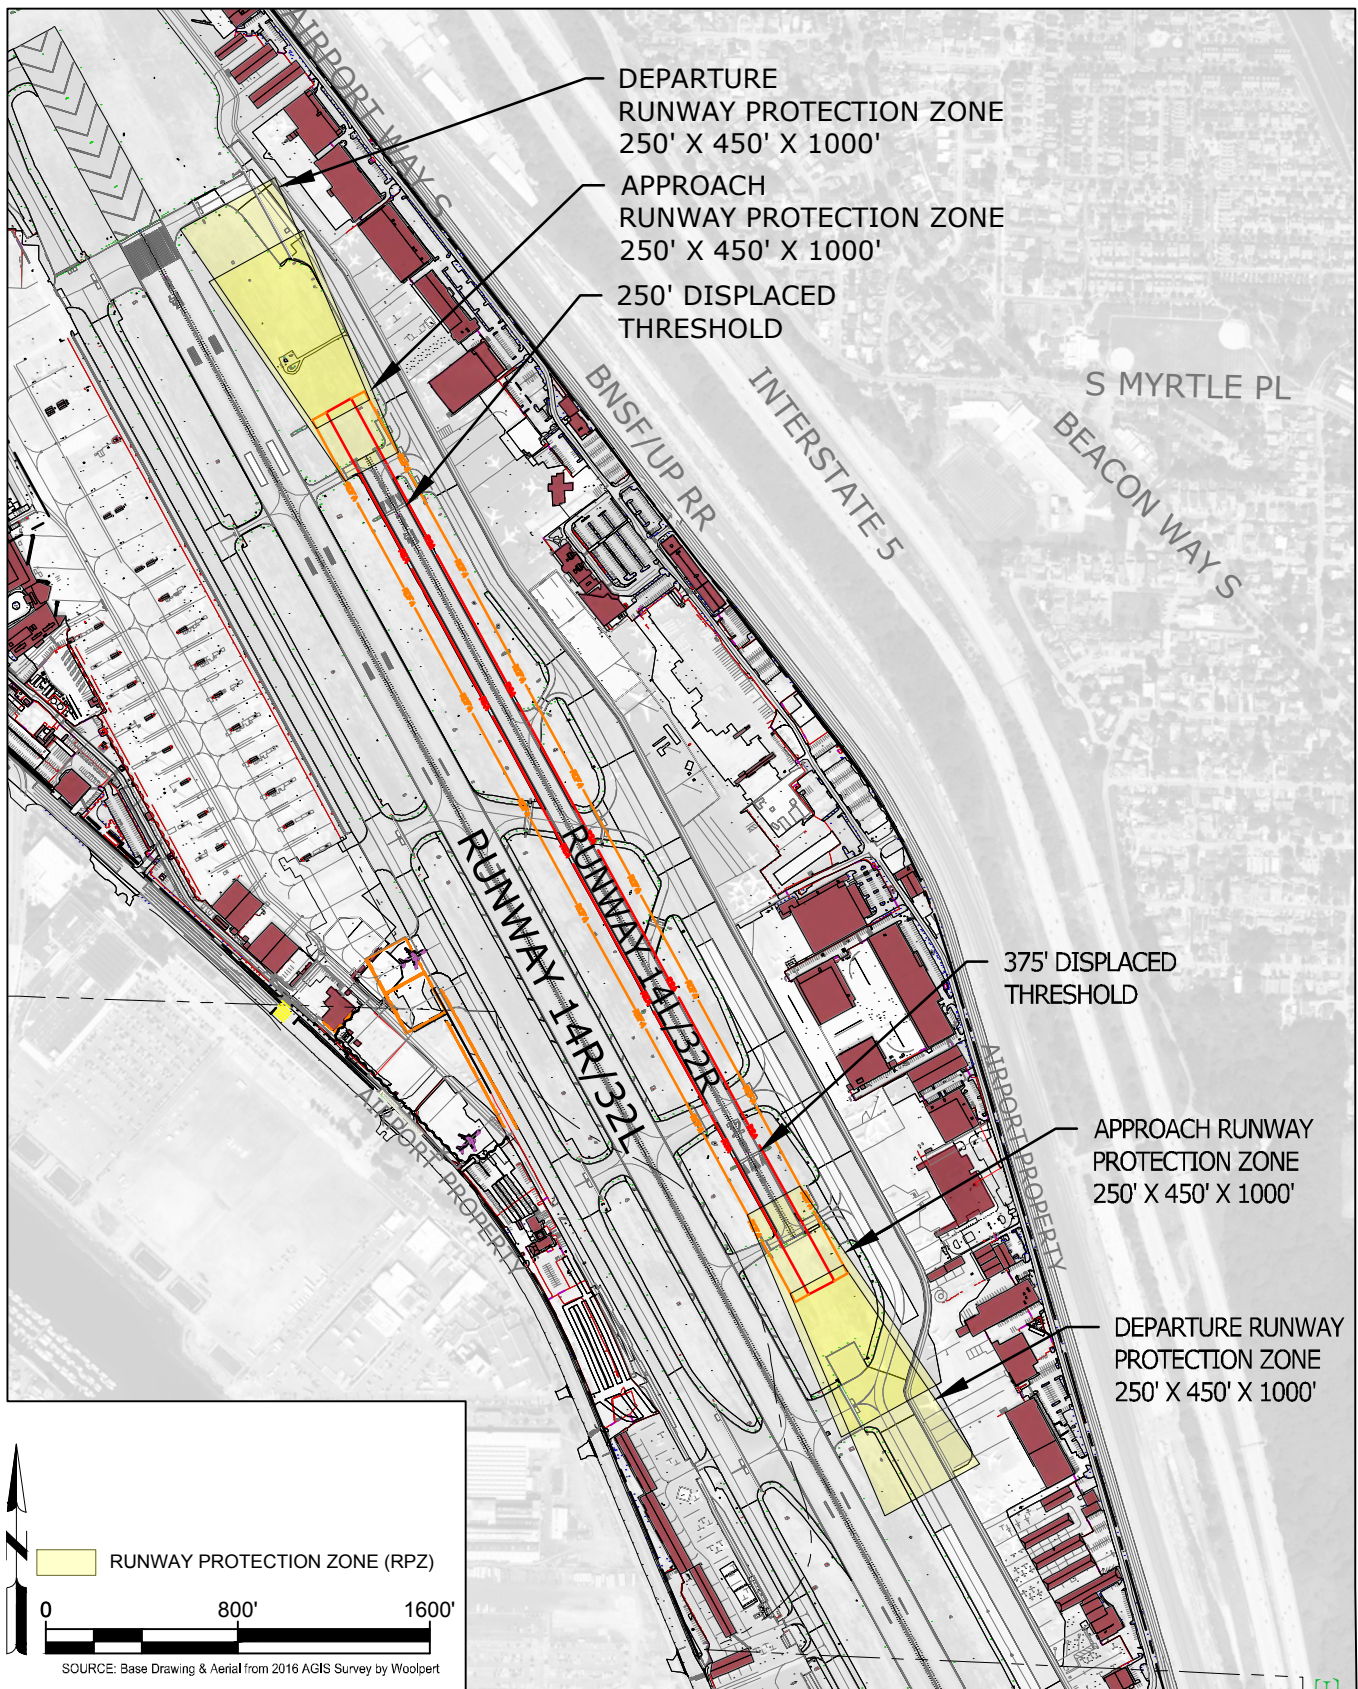 AIRPORT WAY S
DEPARTURE
RUNWAY PROTECTION ZONE
250' X 450' X 1000'
APPROACH
RUNWAY PROTECTION ZONE
250' X 450' X 1000'
250' DISPLACED
THRESHOLD
BNSF/UP RR
INTERSTATE 5
S MYRTLE PL
BEACON WAY S
RUNWAY 14R/32L
RUNWAY 14L/32R
375' DISPLACED
THRESHOLD
AIRPORT PROPERTY
AIRPORT PROPERTY
APPROACH RUNWAY
PROTECTION ZONE
250' X 450' X 1000'
DEPARTURE RUNWAY
PROTECTION ZONE
250' X 450' X 1000'
RUNWAY PROTECTION ZONE (RPZ)
0 800' 1600'
SOURCE: Base Drawing & Aerial from 2016 AGIS Survey by Woolpert